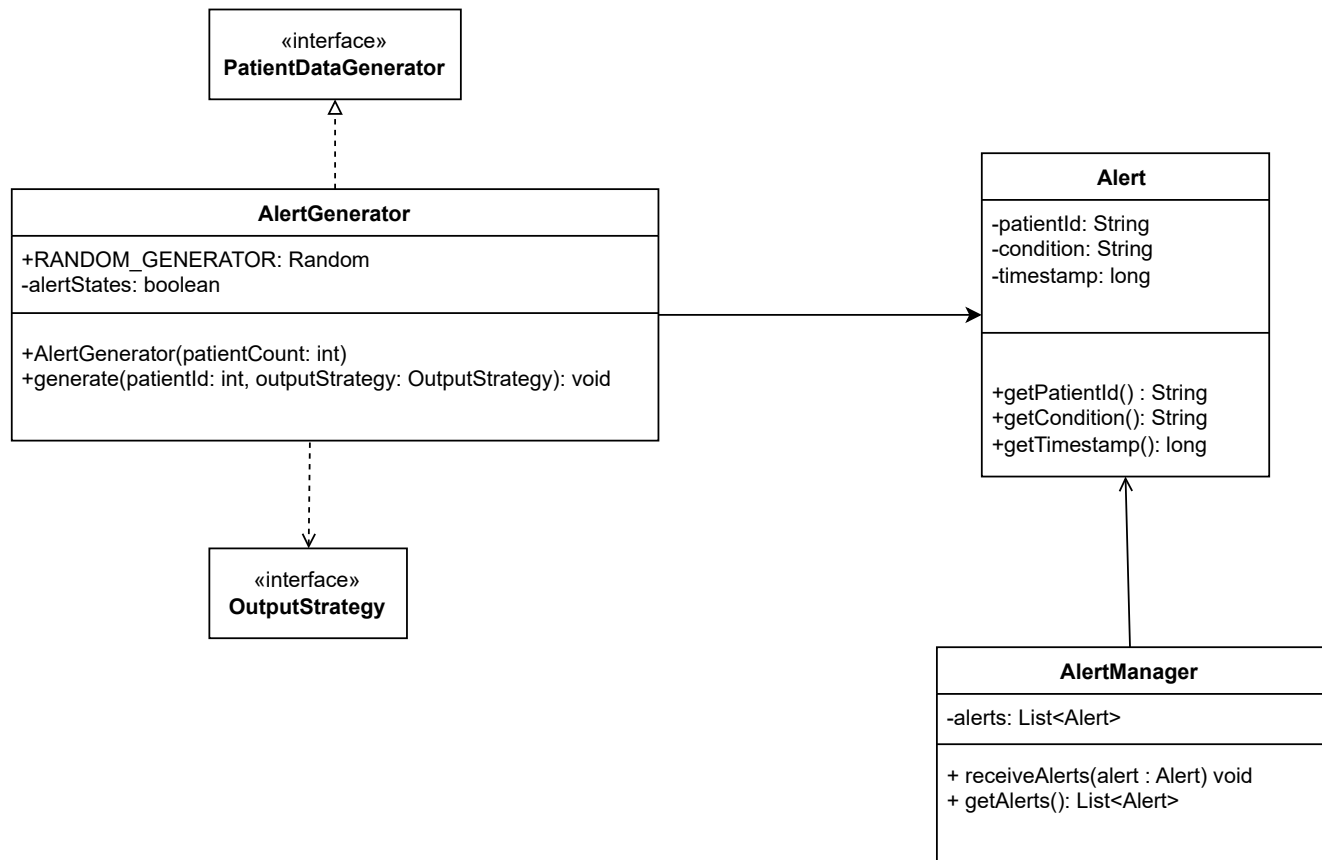 «interface»
PatientDataGenerator
AlertGenerator
+RANDOM_GENERATOR: Random
-alertStates: boolean
+AlertGenerator(patientCount: int)
+generate(patientId: int, outputStrategy: OutputStrategy): void
«interface»
OutputStrategy
Alert
-patientId: String
-condition: String
-timestamp: long
+getPatientId() : String
+getCondition(): String
+getTimestamp(): long
AlertManager
-alerts: List<Alert>
+ receiveAlerts(alert : Alert) void
+ getAlerts(): List<Alert>